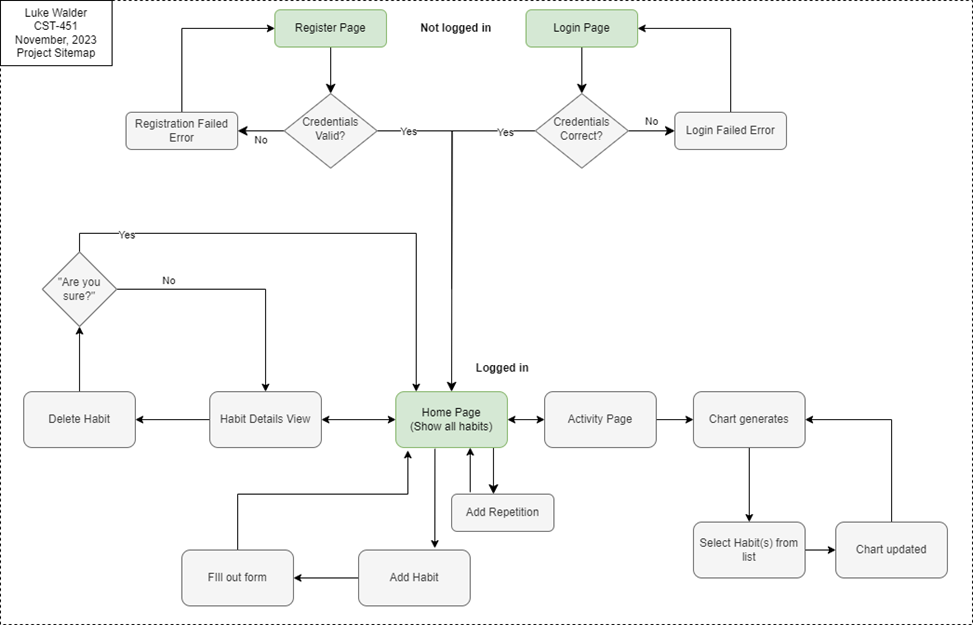 Luke Walder
CST-451
November, 2023
Project Sitemap
Register Page
Not logged in
Login Page
Registration Failed
Error
No
Credentials
Valid?
Yes
Yes
Credentials
Correct?
No
Login Failed Error
Yes
"Are you
sure?"
No
Logged in
Delete Habit
Habit Details View
Home Page
(Show all habits)
Activity Page
Chart generates
Add Repetition
Select Habit(s) from
list
Chart updated
FIll out form
Add Habit